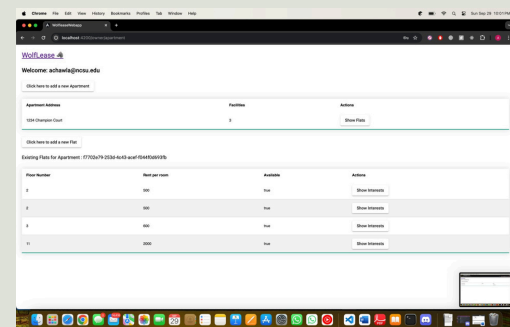 Chrome File Edit View History Bookmarks Profiles Tab Window Help Sun Sep 29 10:01PM
WolfleaseWebapp
localhost:4200/owner/apartment
WolfLease
Welcome: achawla@ncsu.edu
Click here to add a new Apartment
Apartment Address Facilities Actions
1234 Champion Court 3 Show Flats
Click here to add a new Flat
Existing Flats for Apartment : f7702e79-253d-4c43-acef-f044f0d693fb
Floor Number Rent per room Available Actions
2 500 true Show Interests
2 500 true Show Interests
3 600 true Show Interests
11 2000 true Show Interests